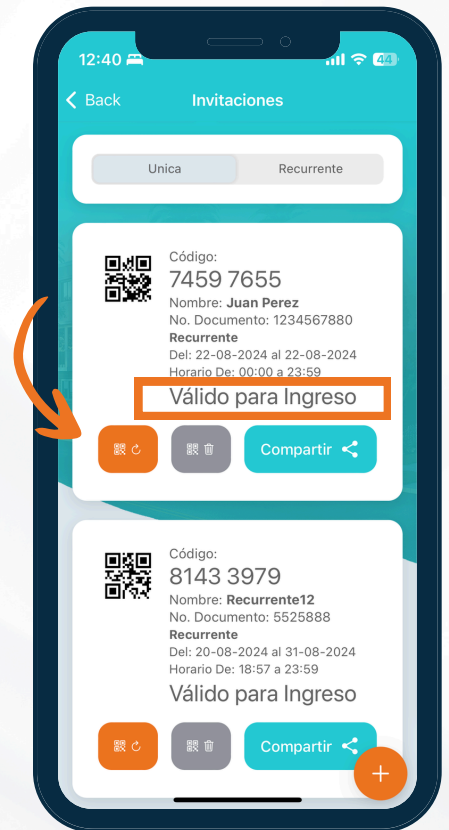 12:40
44
Back
Invitaciones
Unica
Recurrente
Código:
7459 7655
Nombre: Juan Perez
No. Documento: 1234567880
Recurrente
Del: 22-08-2024 al 22-08-2024
Horario De: 00:00 a 23:59
Válido para Ingreso
Compartir
Código:
8143 3979
Nombre: Recurrente12
No. Documento: 5525888
Recurrente
Del: 20-08-2024 al 31-08-2024
Horario De: 18:57 a 23:59
Válido para Ingreso
Compartir
+